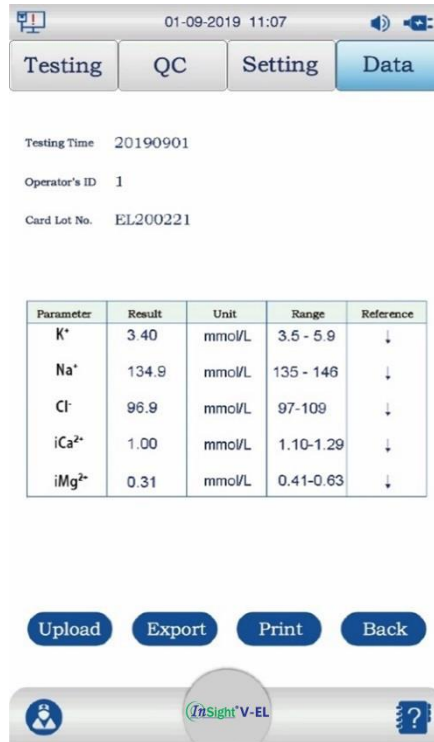 01-09-2019 11:07
Testing QC Setting Data
Testing Time 20190901
Operator's ID 1
Card Lot No. EL200221
Parameter Result Unit Range Reference
K⁺ 3.40 mmol/L 3.5 - 5.9 ↓
Na⁺ 134.9 mmol/L 135 - 146 ↓
Cl⁻ 96.9 mmol/L 97-109 ↓
iCa²⁺ 1.00 mmol/L 1.10-1.29 ↓
iMg²⁺ 0.31 mmol/L 0.41-0.63 ↓
Upload Export Print Back
InSight® V-EL